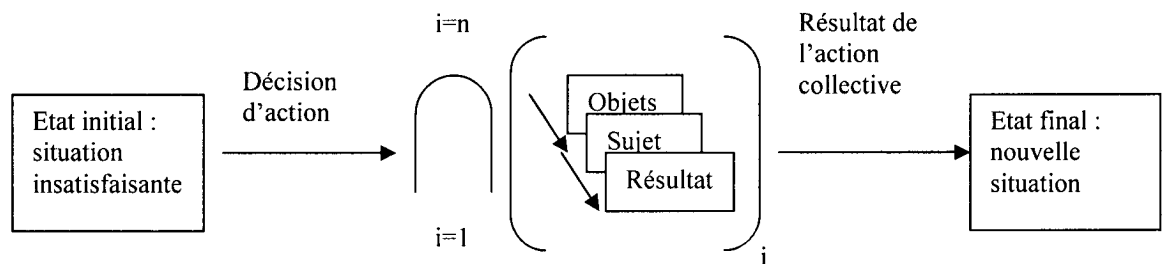 Etat initial :
situation
insatisfaisante
Décision
d'action
i=n
i=1
Objets
Sujet
Résultat
i
Résultat de
l'action
collective
Etat final :
nouvelle
situation